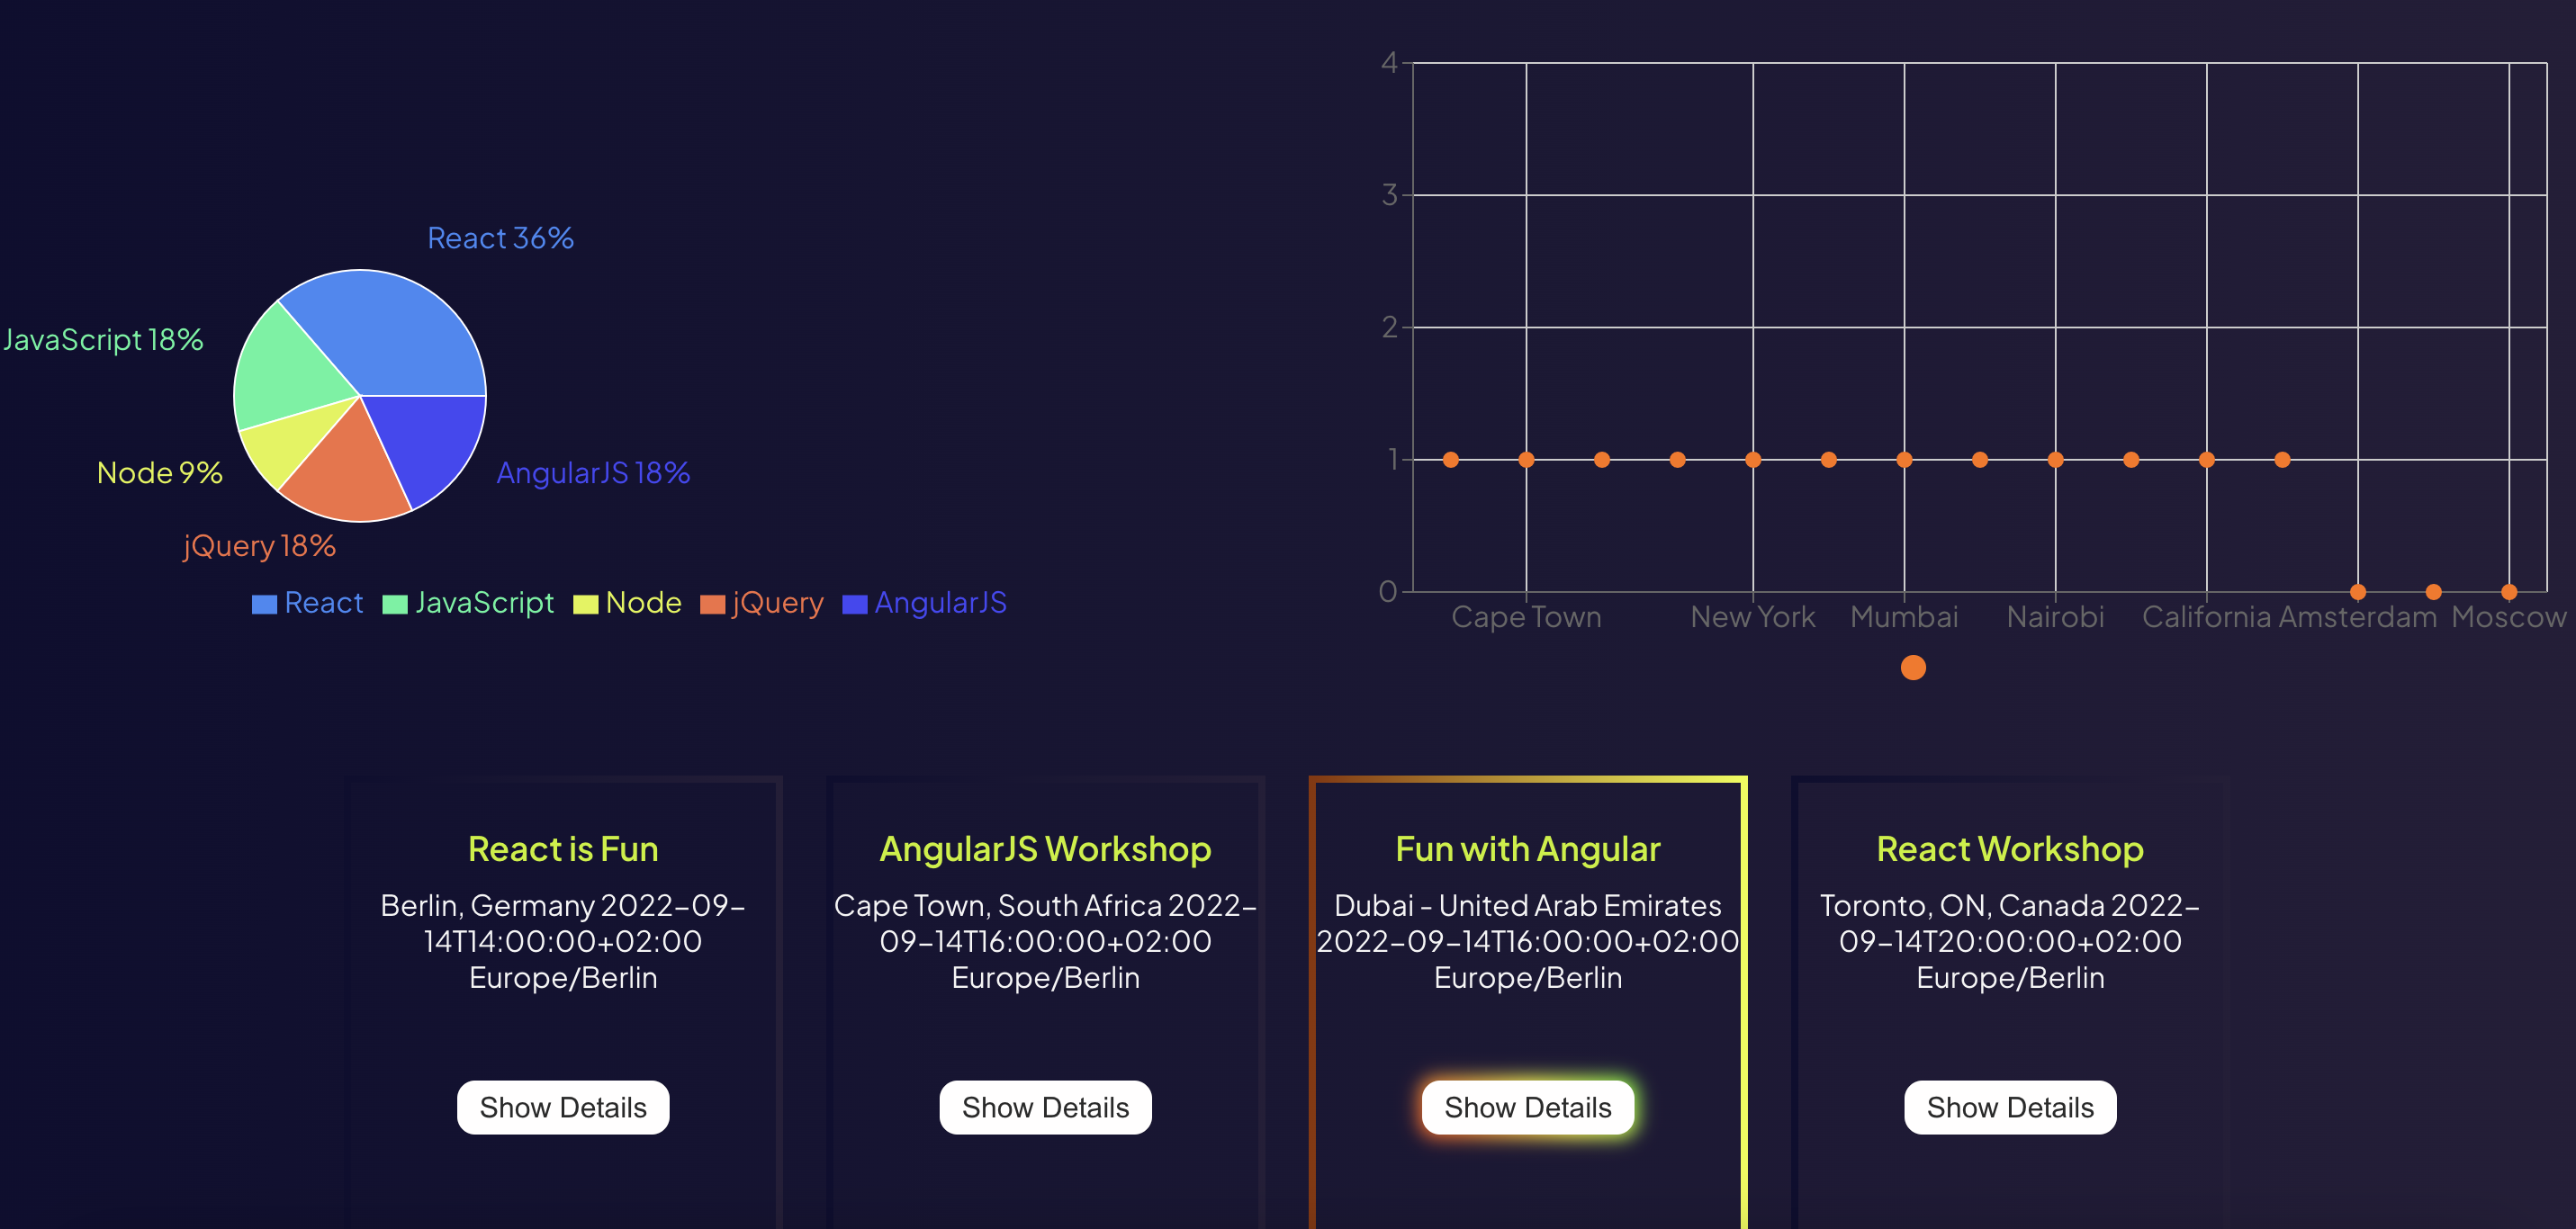 React 36%
JavaScript 18%
Node 9%
AngularJS 18%
jQuery 18%
React JavaScript Node jQuery AngularJS
4
3
2
1
0
Cape Town New York Mumbai Nairobi California Amsterdam Moscow
React is Fun
Berlin, Germany 2022-09-
14T14:00:00+02:00
Europe/Berlin
Show Details
AngularJS Workshop
Cape Town, South Africa 2022-
09-14T16:00:00+02:00
Europe/Berlin
Show Details
Fun with Angular
Dubai - United Arab Emirates
2022-09-14T16:00:00+02:00
Europe/Berlin
Show Details
React Workshop
Toronto, ON, Canada 2022-
09-14T20:00:00+02:00
Europe/Berlin
Show Details